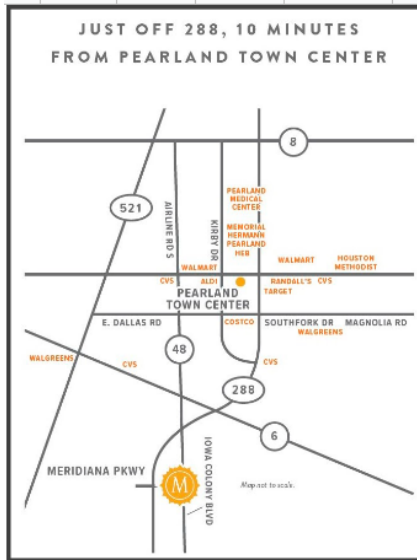 JUST OFF 288, 10 MINUTES
FROM PEARLAND TOWN CENTER
8
521
AIRLINE RD S
KIRBY DR
PEARLAND
MEDICAL
CENTER
MEMORIAL
HERMANN
PEARLAND
HEB
WALMART
WALMART
HOUSTON
METHODIST
CVS
ALDI
RANDALL'S
CVS
TARGET
PEARLAND
TOWN CENTER
E. DALLAS RD
COSTCO
SOUTHFORK DR
MAGNOLIA RD
WALGREENS
48
WALGREENS
CVS
CVS
288
6
IOWA COLONY BLVD
MERIDIANA PKWY
M
Map not to scale.